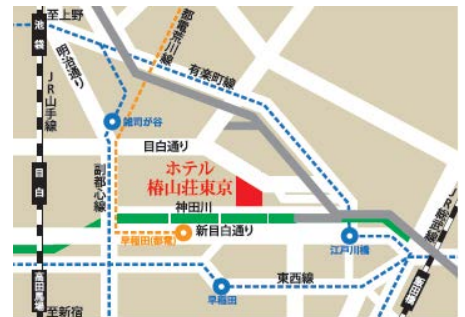 至上野
池袋
明治通り
都電荒川線
有楽町線
JR山手線
雑司が谷
目白通り
目白
副都心線
ホテル
椿山荘東京
神田川
早稲田(都電)
新目白通り
江戸川橋
JR総武線
飯田橋
高田馬場
東西線
早稲田
至新宿